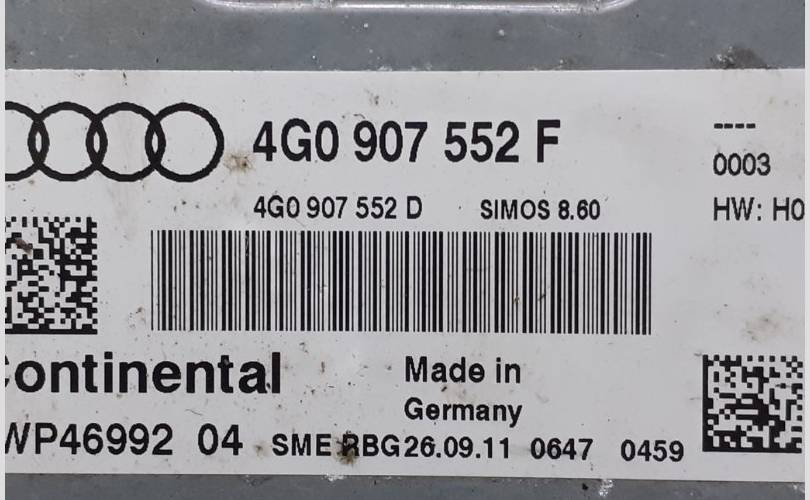 4G0 907 552 F
----
0003
4G0 907 552 D SIMOS 8.60 HW: H0
Continental
Made in
Germany
WP46992 04 SME RBG26.09.11 0647 0459